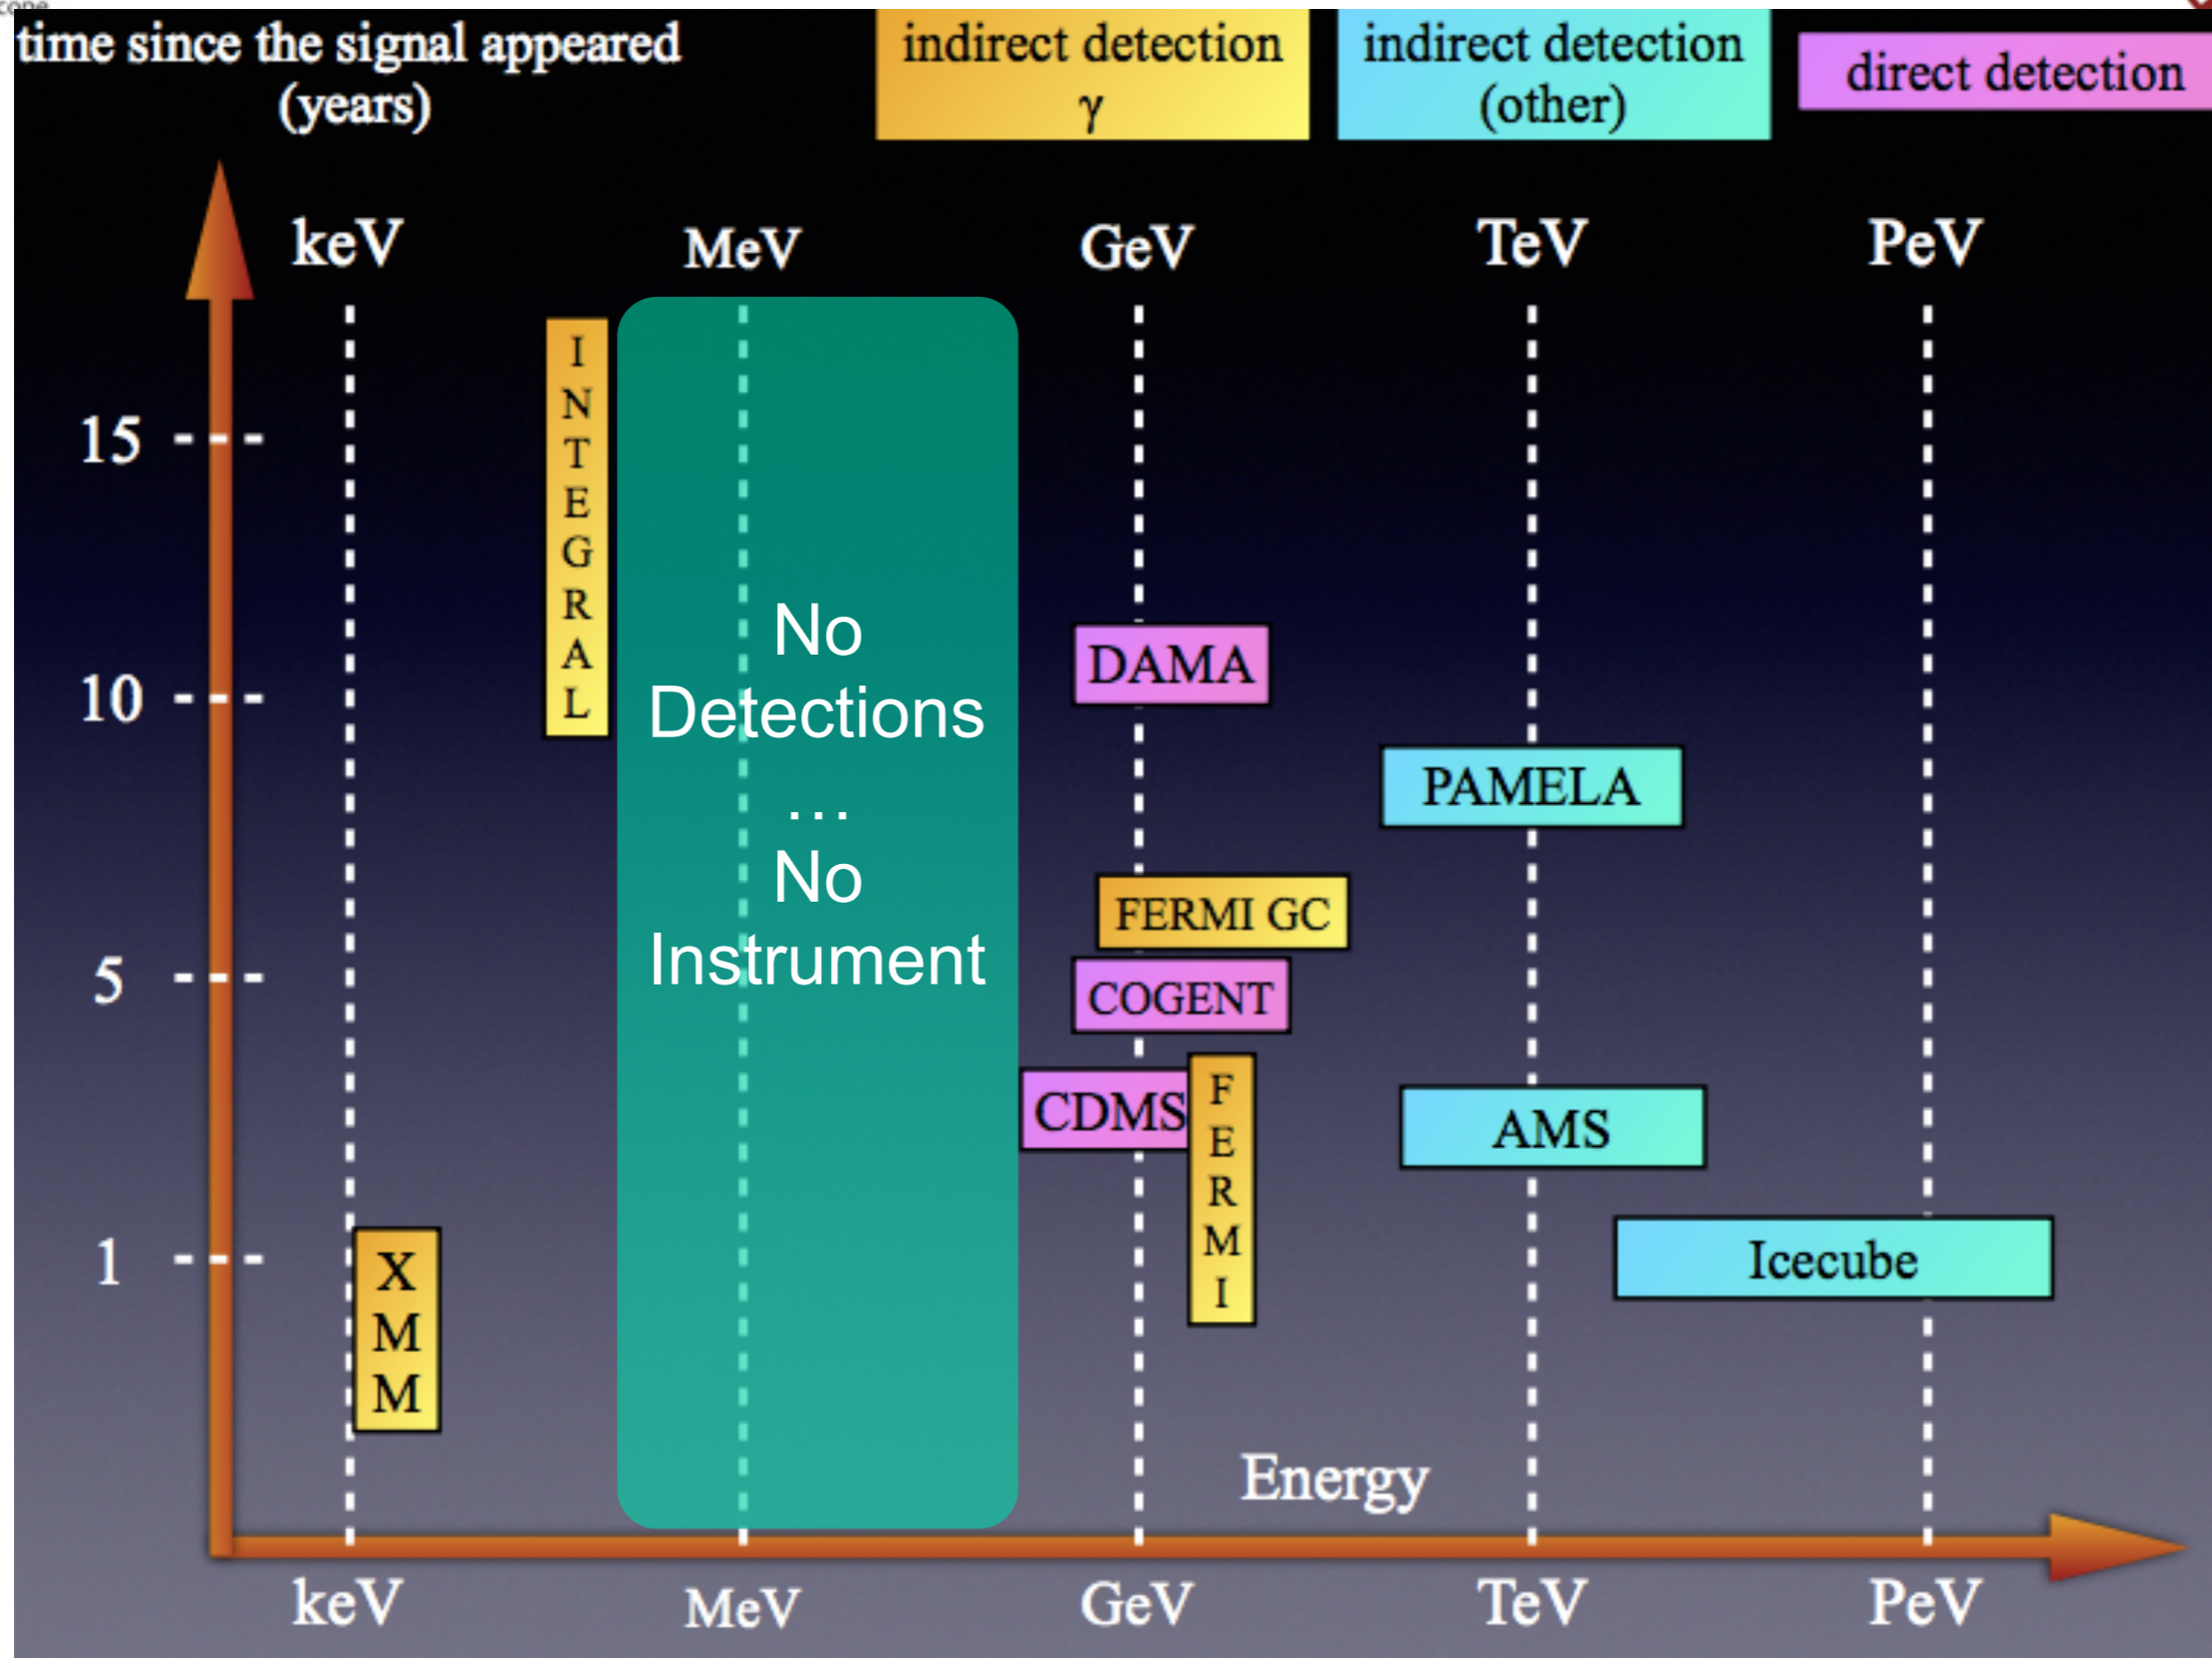 time since the signal appeared
(years)
indirect detection
γ
indirect detection
(other)
direct detection
keV
MeV
GeV
TeV
PeV
15
10
5
1
INTEGRAL
No
Detections
...
No
Instrument
DAMA
PAMELA
FERMI GC
COGENT
CDMS
FERMI
AMS
Icecube
XMM
Energy
keV
MeV
GeV
TeV
PeV